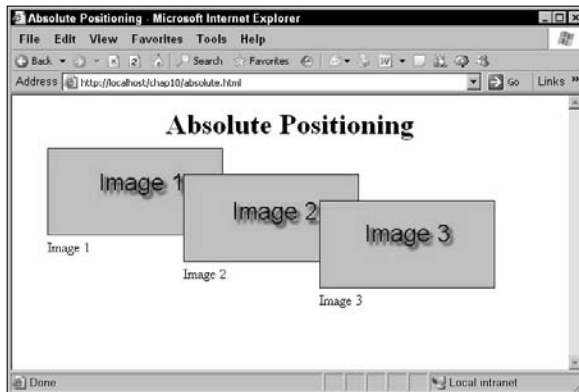 Absolute Positioning - Microsoft Internet Explorer
File Edit View Favorites Tools Help
Back Search Favorites
Address http://localhost/chap10/absolute.html Go Links »
Absolute Positioning
Image 1
Image 2
Image 3
Image 1
Image 2
Image 3
Done Local intranet